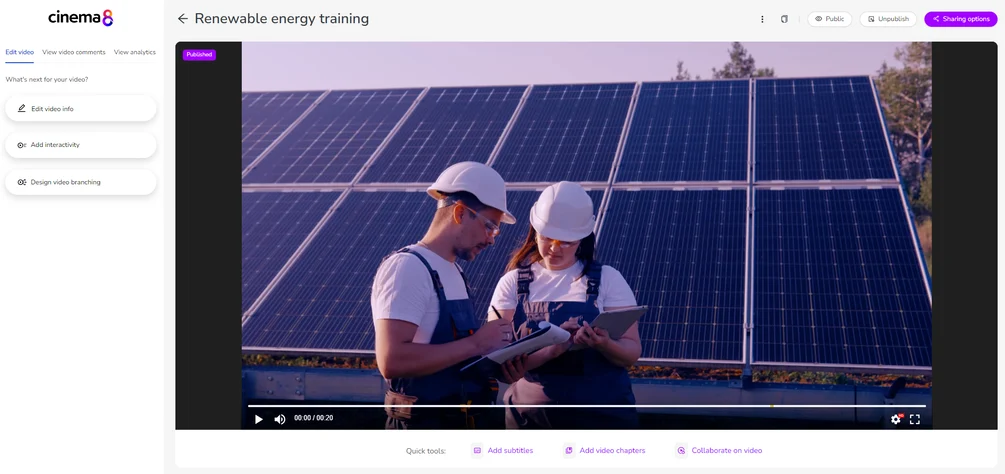 cinema8
Renewable energy training
Public
Unpublish
Sharing options
Edit video
View video comments
View analytics
What's next for your video?
Edit video info
Add interactivity
Design video branching
Published
00:00 / 00:20
Quick tools:
Add subtitles
Add video chapters
Collaborate on video